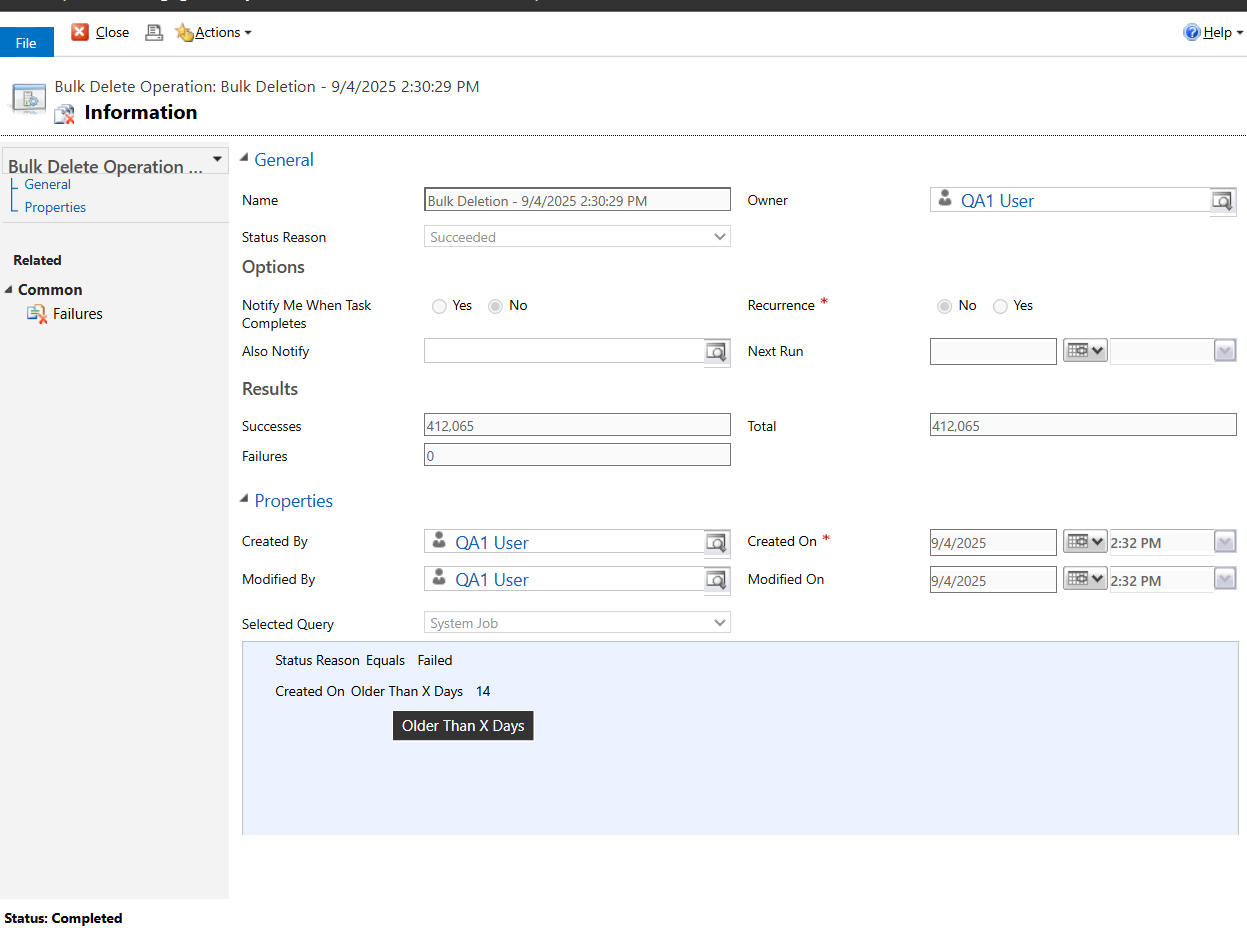 File
Close
Actions
Help
Bulk Delete Operation: Bulk Deletion - 9/4/2025 2:30:29 PM
Information
Bulk Delete Operation ...
General
Properties
Related
Common
Failures
General
Name Bulk Deletion - 9/4/2025 2:30:29 PM Owner QA1 User
Status Reason Succeeded
Options
Notify Me When Task Completes Yes No Recurrence * No Yes
Also Notify Next Run
Results
Successes 412,065 Total 412,065
Failures 0
Properties
Created By QA1 User Created On * 9/4/2025 2:32 PM
Modified By QA1 User Modified On 9/4/2025 2:32 PM
Selected Query System Job
Status Reason Equals Failed
Created On Older Than X Days 14
Older Than X Days
Status: Completed